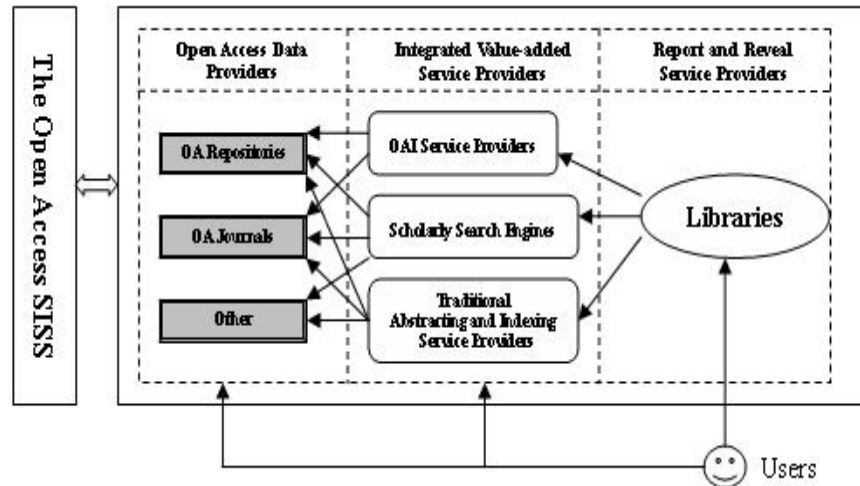 The Open Access SISS
Open Access Data
Providers
Integrated Value-added
Service Providers
Report and Reveal
Service Providers
OA Repositories
OA Journals
Other
OAI Service Providers
Scholarly Search Engines
Traditional
Abstracting and Indexing
Service Providers
Libraries
Users